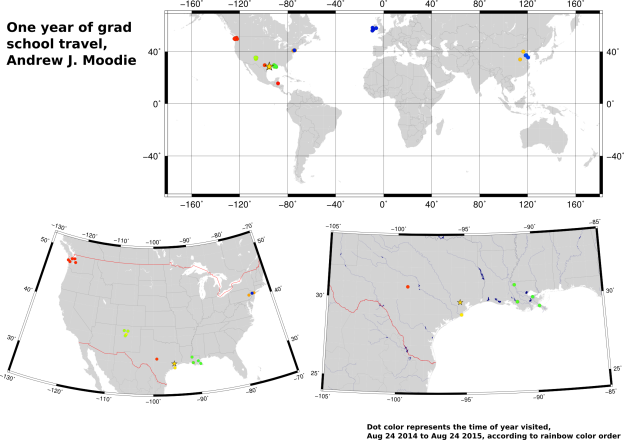 One year of grad
school travel,
Andrew J. Moodie
−160˚ −120˚ −80˚ −40˚ 0˚ 40˚ 80˚ 120˚ 160˚
40˚ 40˚
0˚ 0˚
−40˚ −40˚
−160˚ −120˚ −80˚ −40˚ 0˚ 40˚ 80˚ 120˚ 160˚
−130˚ −120˚ −110˚ −100˚ −90˚ −80˚ −70˚
50˚ 50˚
40˚ 40˚
30˚ 30˚
−130˚ −120˚ −110˚ −100˚ −90˚ −80˚ −70˚
−105˚ −100˚ −95˚ −90˚ −85˚
30˚ 30˚
25˚ 25˚
−105˚ −100˚ −95˚ −90˚ −85˚
Dot color represents the time of year visited,
Aug 24 2014 to Aug 24 2015, according to rainbow color order